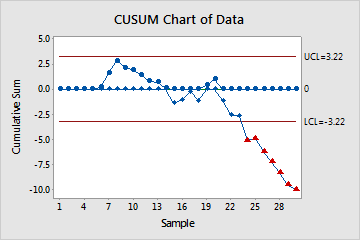 CUSUM Chart of Data
Cumulative Sum
5.0
2.5
0.0
-2.5
-5.0
-7.5
-10.0
UCL=3.22
0
LCL=-3.22
1 4 7 10 13 16 19 22 25 28
Sample